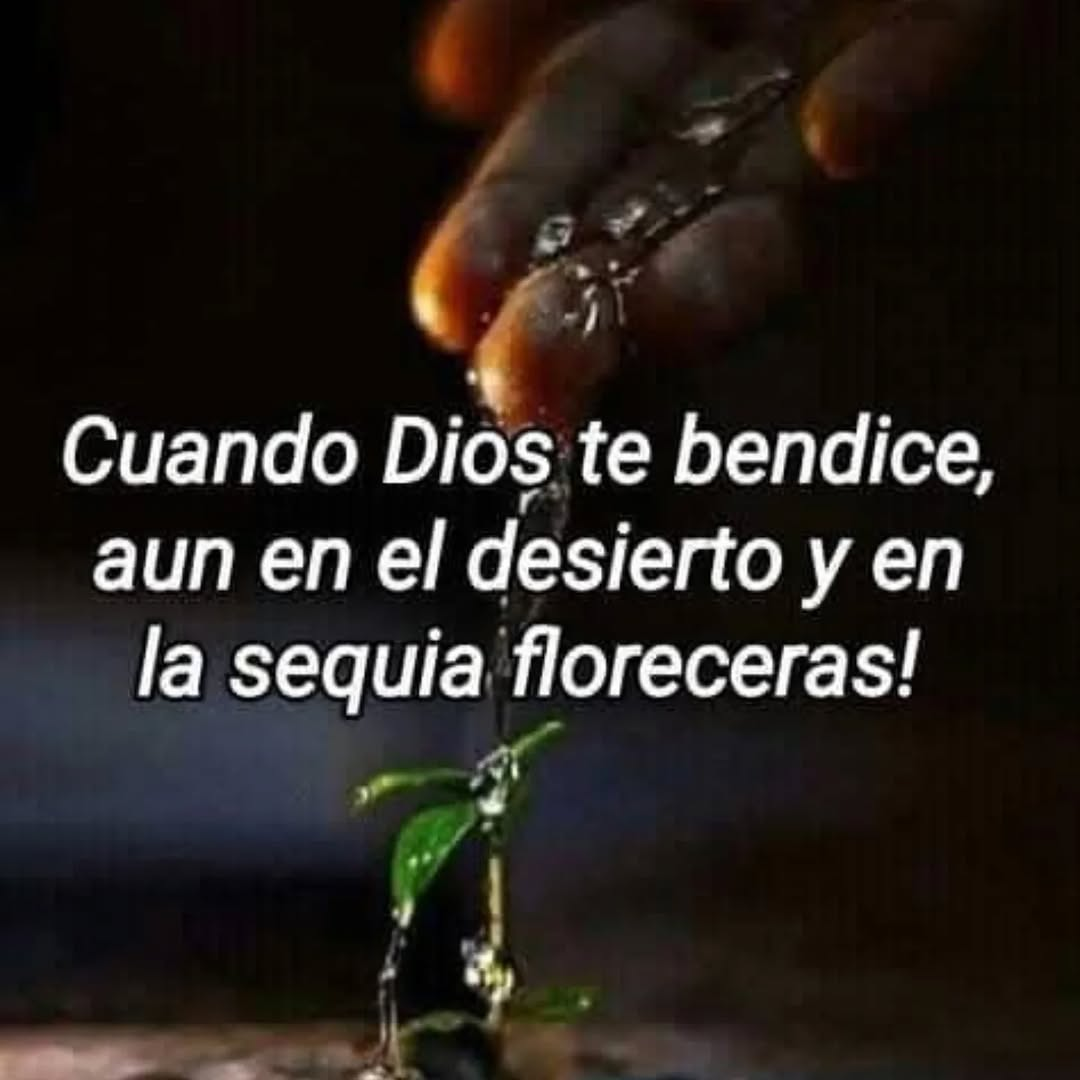 Cuando Dios te bendice,
aun en el desierto y en
la sequia floreceras!